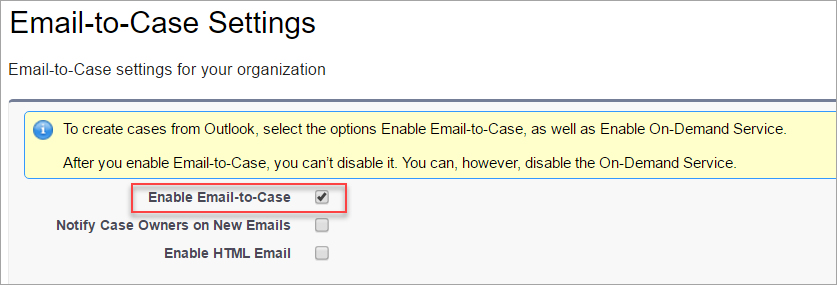 Email-to-Case Settings
Email-to-Case settings for your organization
To create cases from Outlook, select the options Enable Email-to-Case, as well as Enable On-Demand Service.
After you enable Email-to-Case, you can't disable it. You can, however, disable the On-Demand Service.
Enable Email-to-Case
Notify Case Owners on New Emails
Enable HTML Email